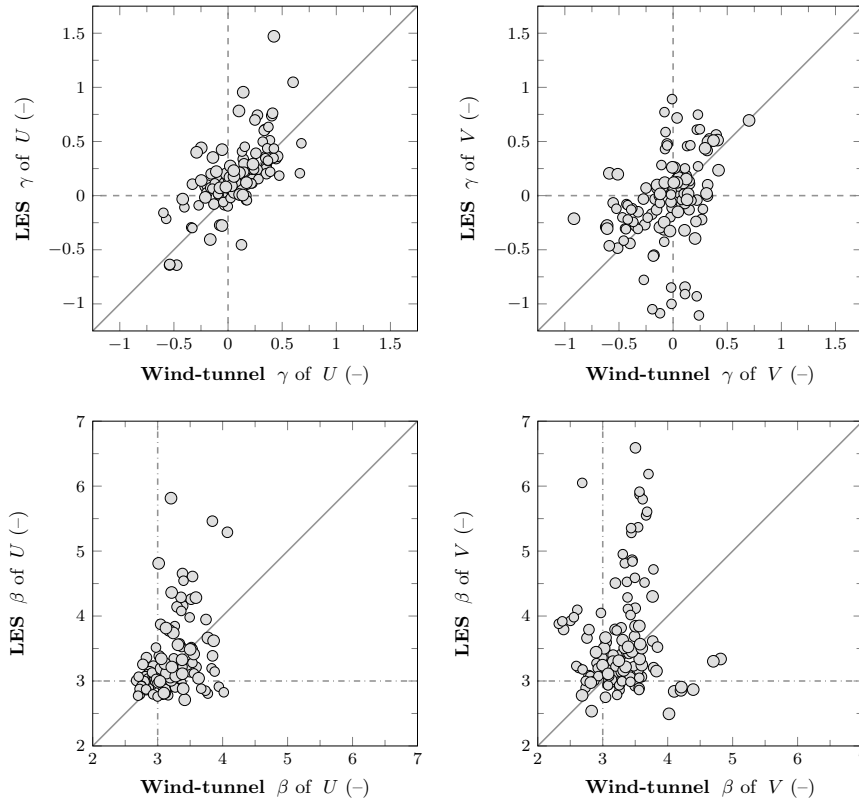 1.5
1
0.5
0
−0.5
−1
LES γ of U (–)
−1 −0.5 0 0.5 1 1.5
Wind-tunnel γ of U (–)
1.5
1
0.5
0
−0.5
−1
LES γ of V (–)
−1 −0.5 0 0.5 1 1.5
Wind-tunnel γ of V (–)
7
6
5
4
3
2
LES β of U (–)
2 3 4 5 6 7
Wind-tunnel β of U (–)
7
6
5
4
3
2
LES β of V (–)
2 3 4 5 6 7
Wind-tunnel β of V (–)